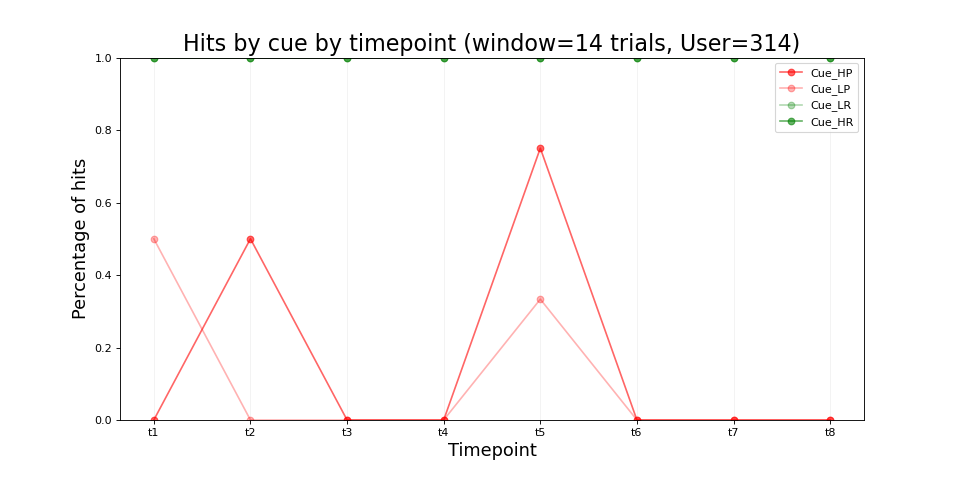 Hits by cue by timepoint (window=14 trials, User=314)
Percentage of hits
1.0
0.8
0.6
0.4
0.2
0.0
Cue_HP
Cue_LP
Cue_LR
Cue_HR
t1 t2 t3 t4 t5 t6 t7 t8
Timepoint